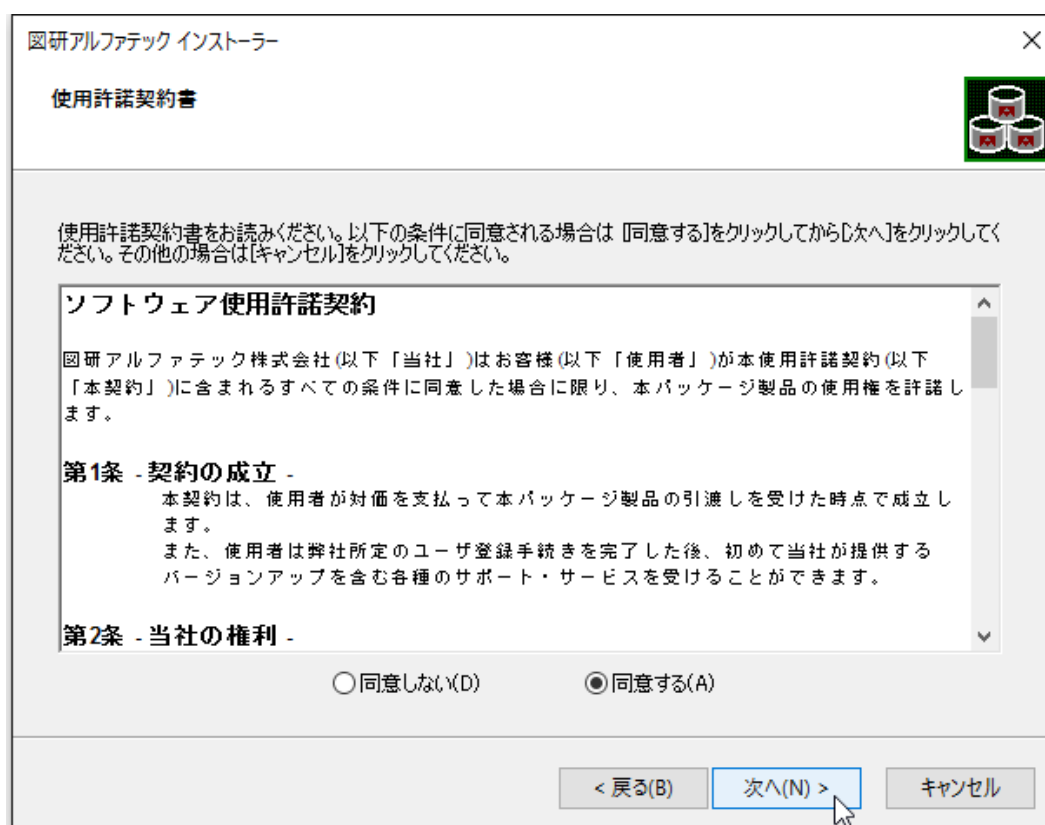 図研アルファテック インストーラー
使用許諾契約書
使用許諾契約書をお読みください。以下の条件に同意される場合は [同意する]をクリックしてから[次へ]をクリックしてく
ださい。その他の場合は[キャンセル]をクリックしてください。
ソフトウェア使用許諾契約
図研アルファテック株式会社(以下「当社」)はお客様(以下「使用者」)が本使用許諾契約(以下
「本契約」)に含まれるすべての条件に同意した場合に限り、本パッケージ製品の使用権を許諾し
ます。
第1条 - 契約の成立 -
本契約は、使用者が対価を支払って本パッケージ製品の引渡しを受けた時点で成立し
ます。
また、使用者は弊社所定のユーザ登録手続きを完了した後、初めて当社が提供する
バージョンアップを含む各種のサポート・サービスを受けることができます。
第2条 - 当社の権利 -
同意しない(D) 同意する(A)
< 戻る(B) 次へ(N) > キャンセル